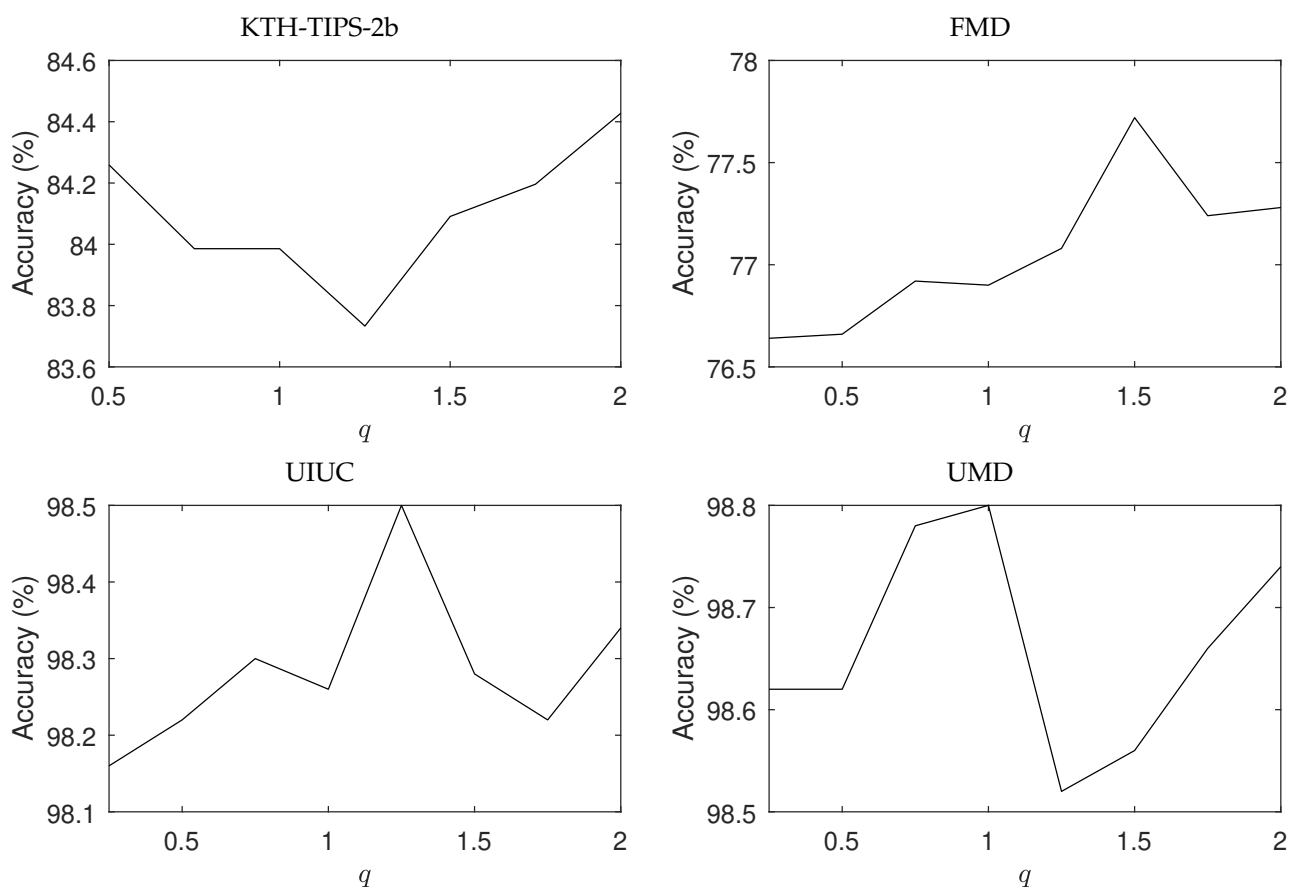 KTH-TIPS-2b
84.6
84.4
84.2
84
83.8
83.6
Accuracy (%)
0.5 1 1.5 2
q
FMD
78
77.5
77
76.5
Accuracy (%)
0.5 1 1.5 2
q
UIUC
98.5
98.4
98.3
98.2
98.1
Accuracy (%)
0.5 1 1.5 2
q
UMD
98.8
98.7
98.6
98.5
Accuracy (%)
0.5 1 1.5 2
q